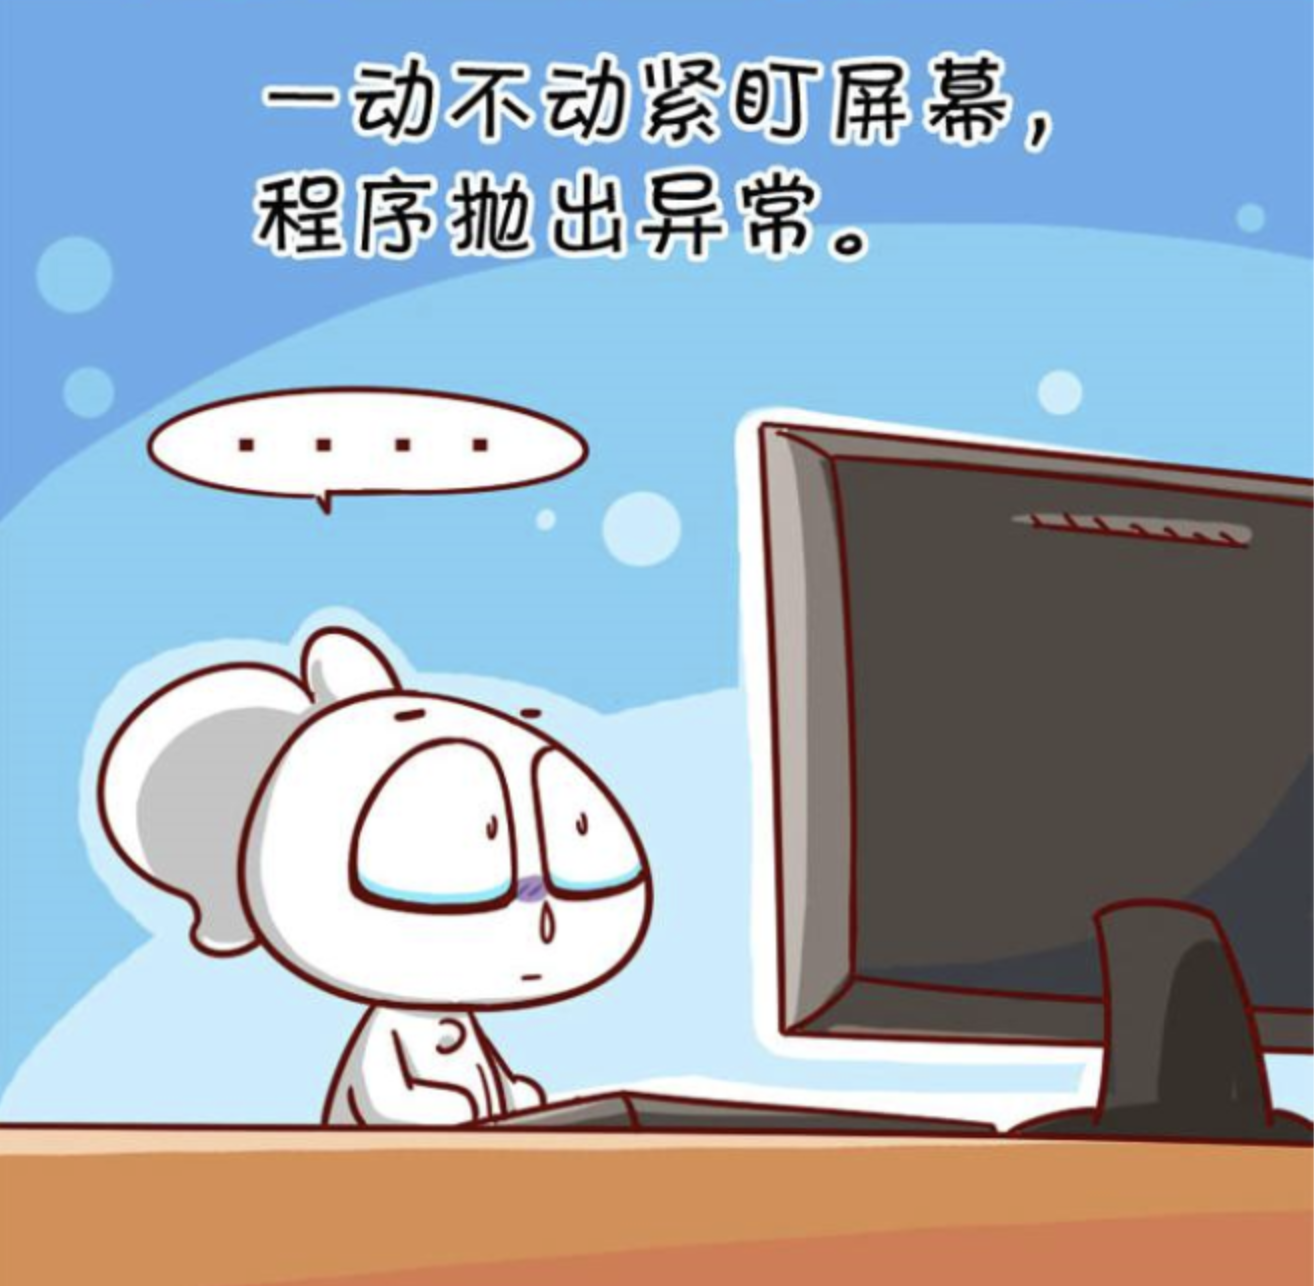 一动不动紧盯屏幕，
程序抛出异常。
. . . .